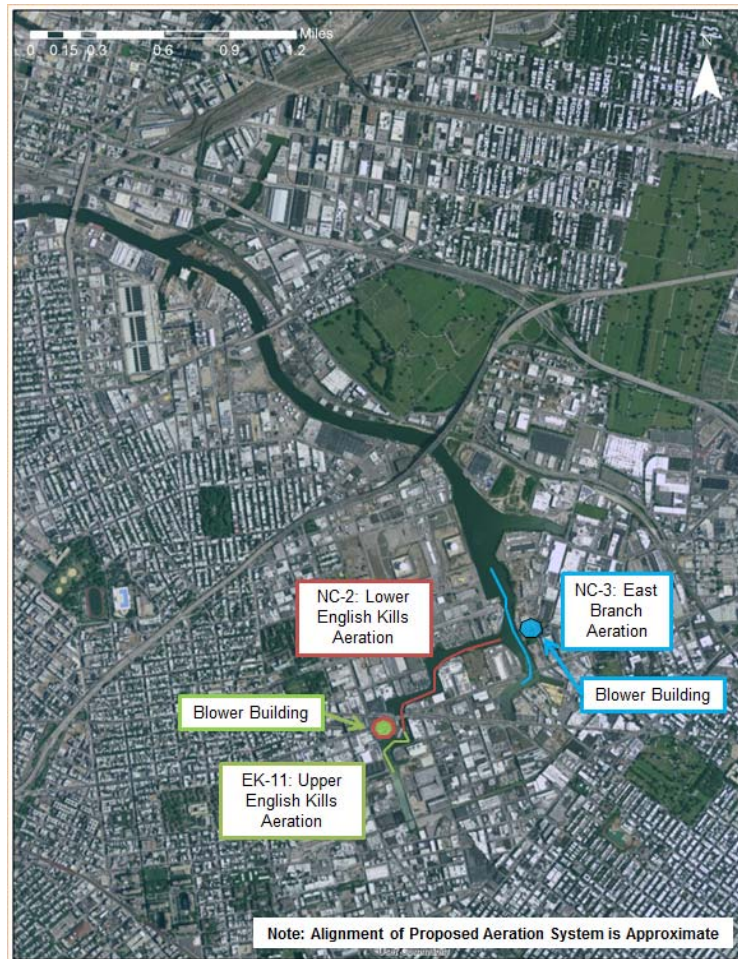 Miles
0 0.15 0.3 0.6 0.9 1.2
N
NC-2: Lower
English Kills
Aeration
NC-3: East
Branch
Aeration
Blower Building
Blower Building
EK-11: Upper
English Kills
Aeration
Note: Alignment of Proposed Aeration System is Approximate